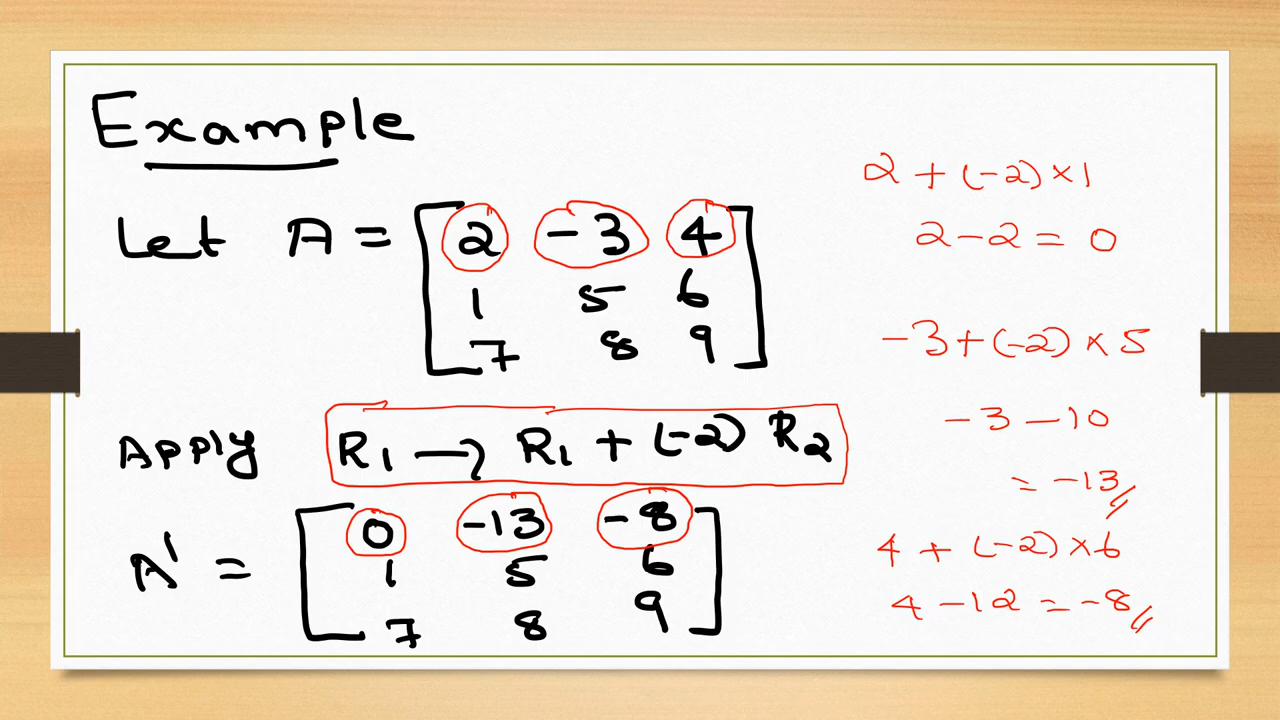 Example
Let A = [ 2 -3 4
1 5 6
7 8 9 ]
Apply R1 → R1 + (-2) R2
A' = [ 0 -13 -8
1 5 6
7 8 9 ]
2 + (-2) × 1
2 - 2 = 0
-3 + (-2) × 5
-3 - 10
= -13 //
4 + (-2) × 6
4 - 12 = -8 //